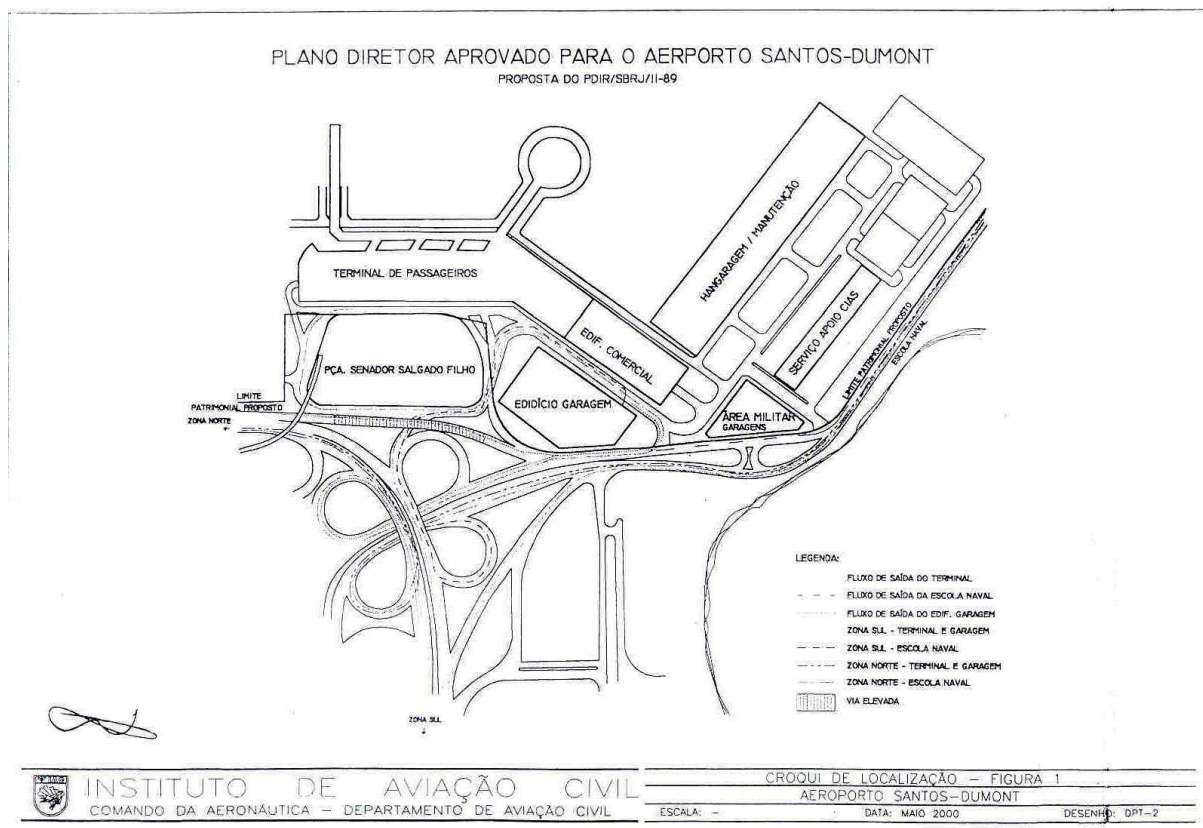 PLANO DIRETOR APROVADO PARA O AERPORTO SANTOS-DUMONT
PROPOSTA DO PDIR/SBRJ/II-89
HANGARAGEM / MANUTENÇÃO
TERMINAL DE PASSAGEIROS
EDIF. COMERCIAL
SERVIÇO APOIO CIAS
LIMITE PATRIMONIAL PROPOSTO
ESCOLA NAVAL
PÇA. SENADOR SALGADO FILHO
EDIDÍCIO GARAGEM
ÁREA MILITAR
GARAGENS
LIMITE
PATRIMONIAL PROPOSTO
ZONA NORTE
ZONA SUL
LEGENDA:
FLUXO DE SAÍDA DO TERMINAL
FLUXO DE SAÍDA DA ESCOLA NAVAL
FLUXO DE SAÍDA DO EDIF. GARAGEM
ZONA SUL - TERMINAL E GARAGEM
ZONA SUL - ESCOLA NAVAL
ZONA NORTE - TERMINAL E GARAGEM
ZONA NORTE - ESCOLA NAVAL
VIA ELEVADA
INSTITUTO DE AVIAÇÃO CIVIL
COMANDO DA AERONÁUTICA - DEPARTAMENTO DE AVIAÇÃO CIVIL
CROQUI DE LOCALIZAÇÃO - FIGURA 1
AEROPORTO SANTOS-DUMONT
ESCALA: - DATA: MAIO 2000 DESENHO: DPT-2